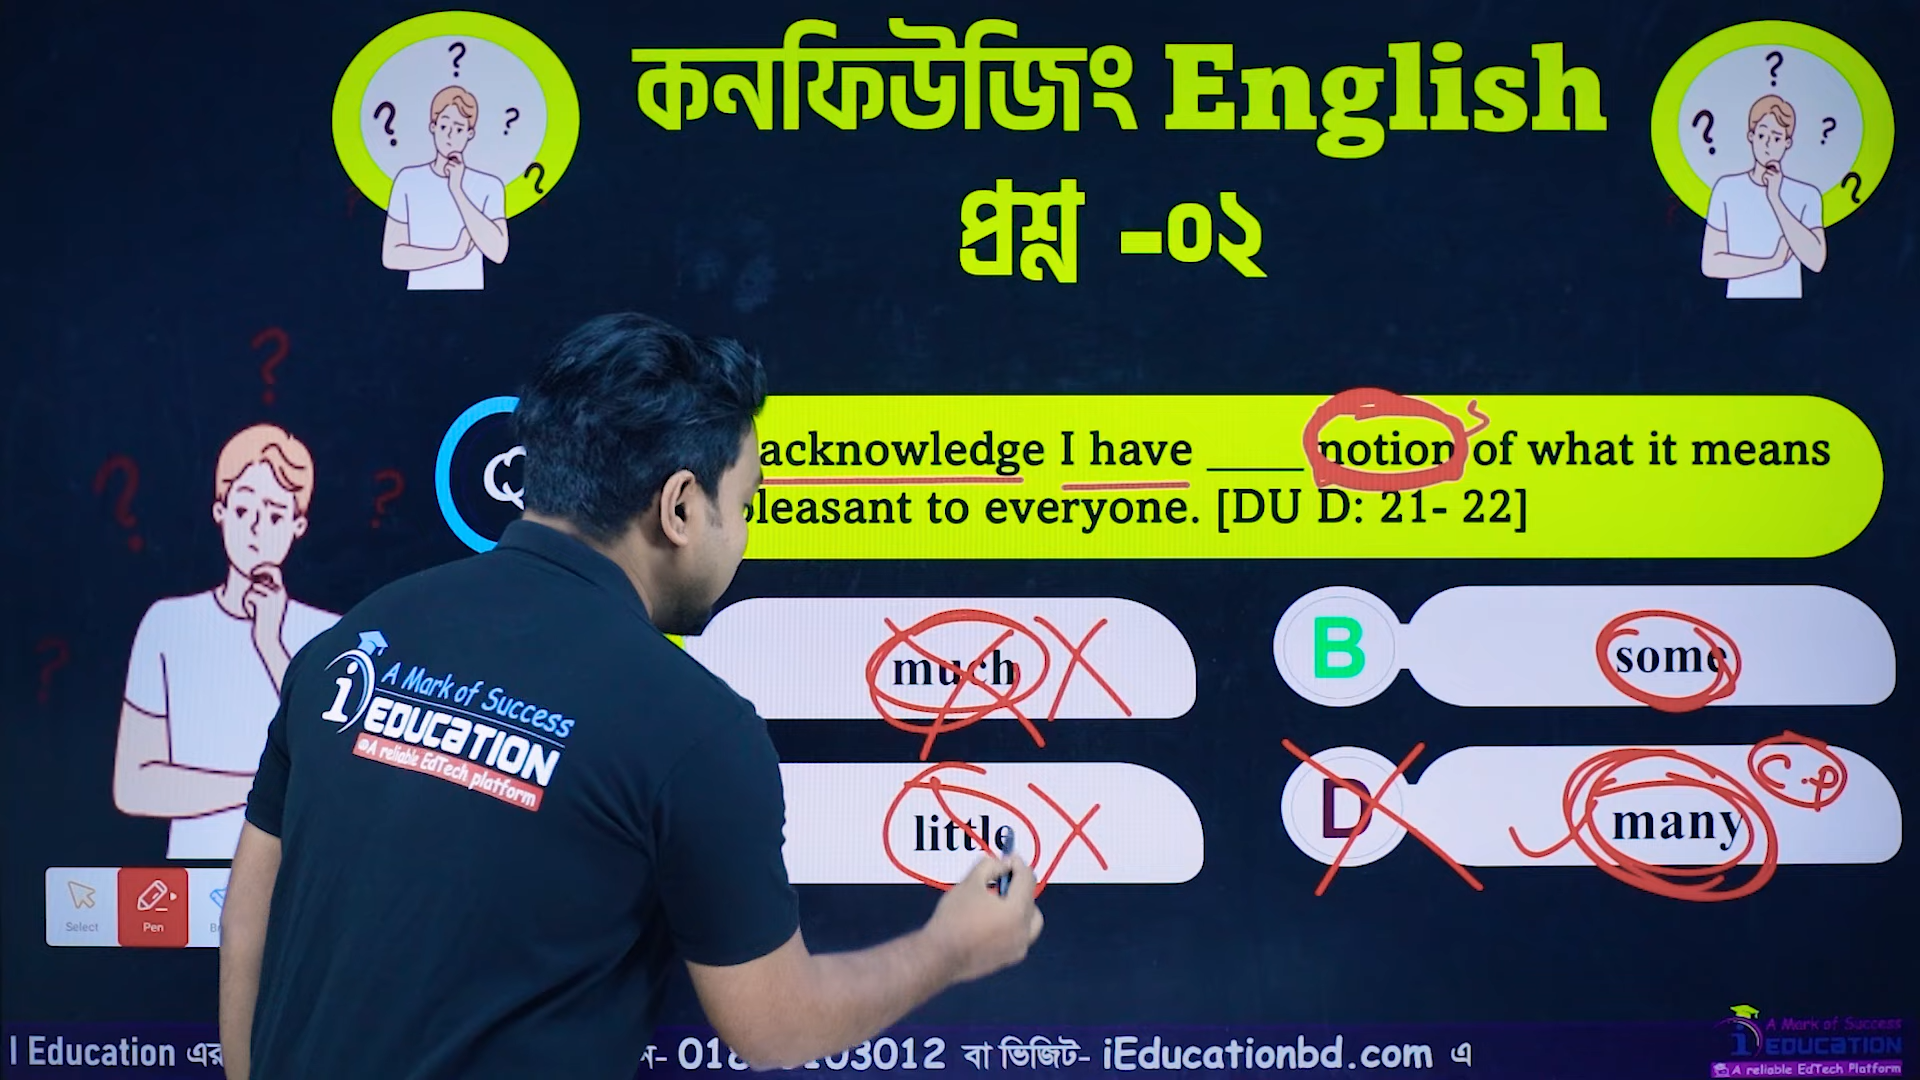 কনফিউজিং English
প্রশ্ন -০২
acknowledge I have ____ notion of what it means
pleasant to everyone. [DU D: 21- 22]
much
B some
little
D many
C.P
A Mark of Success
EDUCATION
A reliable EdTech platform
Select
Pen
I Education এর
বা ভিজিট- iEducationbd.com এ
A Mark of Success
EDUCATION
A reliable EdTech Platform